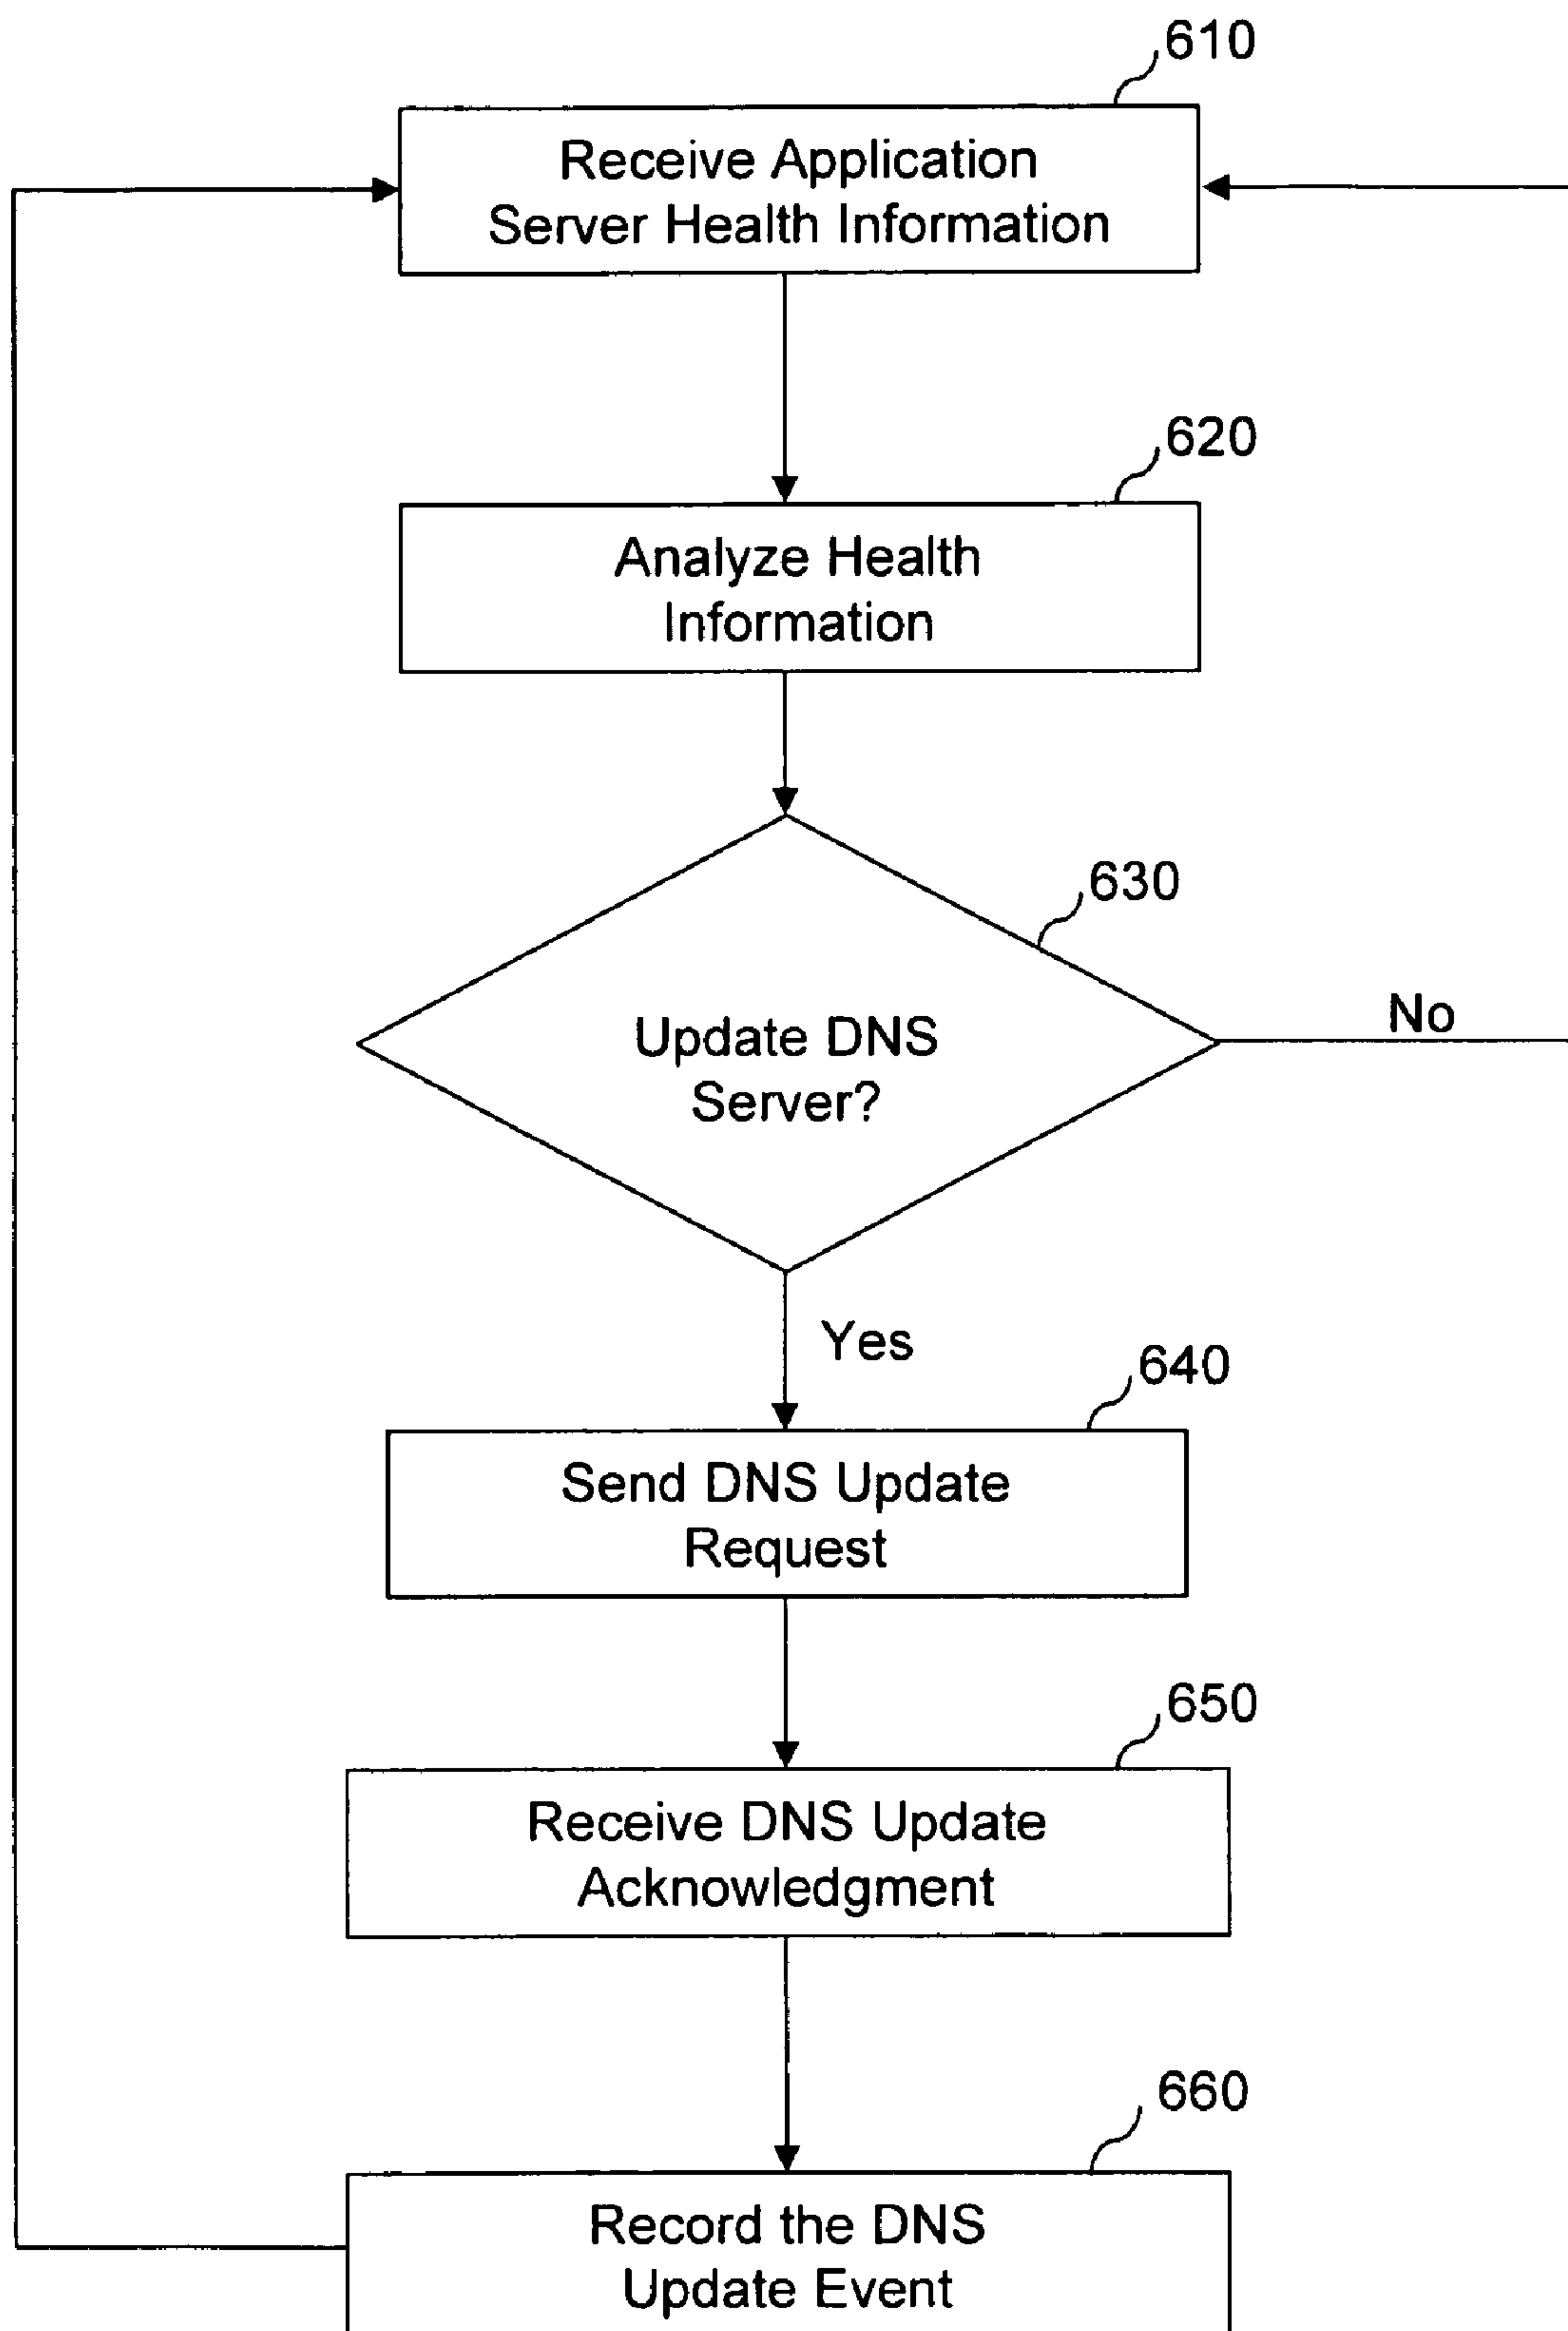 610
Receive Application
Server Health Information
620
Analyze Health
Information
630
Update DNS
Server?
No
Yes
640
Send DNS Update
Request
650
Receive DNS Update
Acknowledgment
660
Record the DNS
Update Event